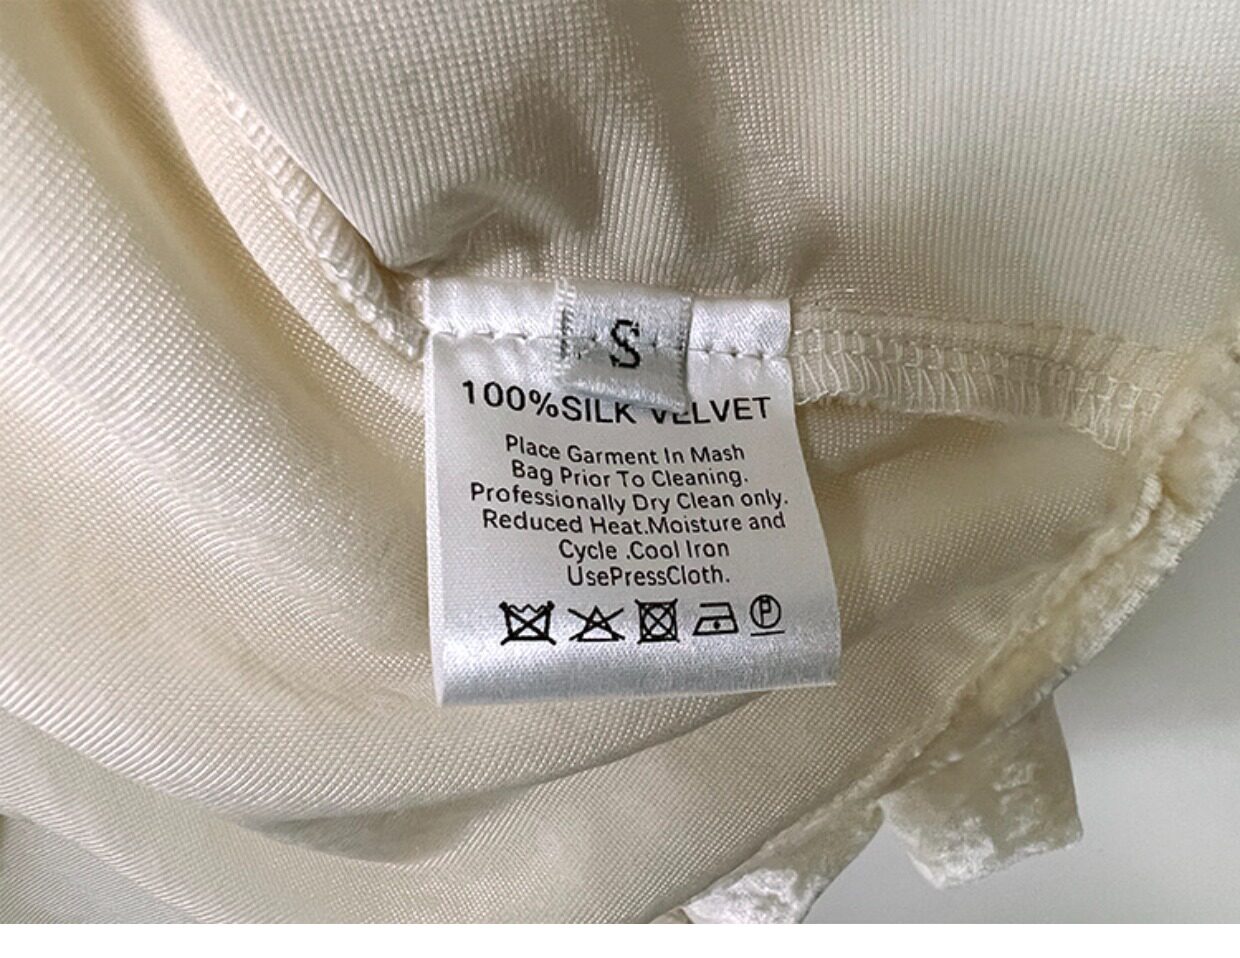 S
100%SILK VELVET
Place Garment In Mash
Bag Prior To Cleaning.
Professionally Dry Clean only.
Reduced Heat.Moisture and
Cycle .Cool Iron
UsePressCloth.
P